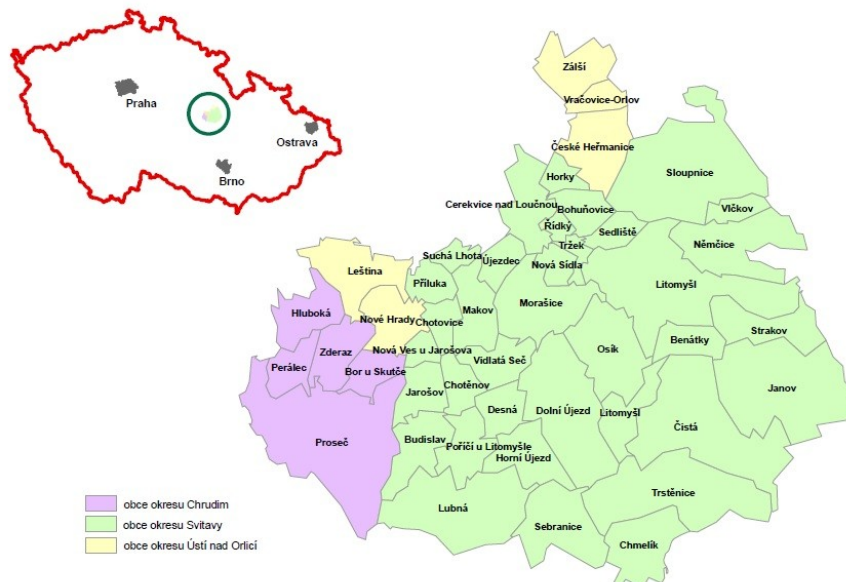 Praha
Ostrava
Brno
Zálší
Vračovice-Orlov
České Heřmanice
Sloupnice
Horky
Cerekvice nad Loučnou
Bohuňovice
Vlčkov
Řídký
Sedliště
Tržek
Němčice
Suchá Lhota
Újezdec
Nová Sídla
Leština
Příluka
Litomyšl
Hluboká
Makov
Morašice
Nové Hrady
Chotovice
Strakov
Benátky
Zderaz
Nová Ves u Jarošova
Osík
Vidlatá Seč
Perálec
Bor u Skutče
Jarošov
Chotěnov
Janov
Desná
Dolní Újezd
Litomyšl
Čistá
Proseč
Budislav
Poříčí u Litomyšle
Horní Újezd
Trstěnice
Lubná
Sebranice
Chmelík
obce okresu Chrudim
obce okresu Svitavy
obce okresu Ústí nad Orlicí